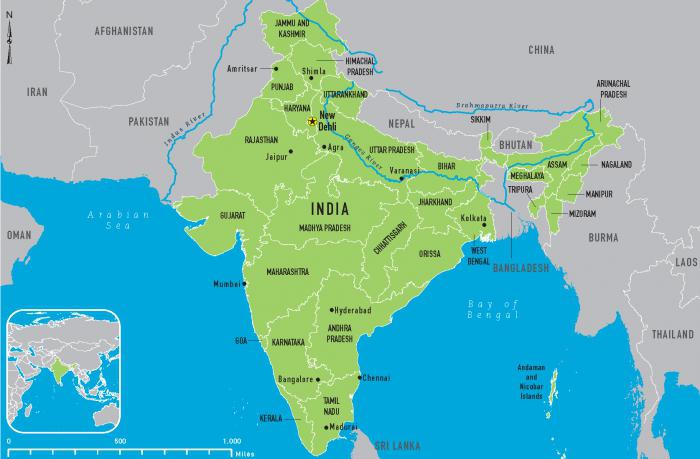 N
JAMMU AND
KASHMIR
AFGHANISTAN
CHINA
HIMACHAL
PRADESH
Amritsar
Shimla
IRAN
PUNJAB
UTTARANKHAND
ARUNACHAL
PRADESH
HARYANA
New
Dehli
Brahmaputra River
PAKISTAN
Indus River
NEPAL
SIKKIM
BHUTAN
RAJASTHAN
Jaipur
Agra
Ganges River
UTTAR PRADESH
Varanasi
BIHAR
ASSAM
NAGALAND
MEGHALAYA
TRIPURA
MANIPUR
MIZORAM
JHARKHAND
Arabian
Sea
GUJARAT
INDIA
MADHYA PRADESH
CHHATTISGARH
Kolkata
OMAN
ORISSA
WEST
BENGAL
BANGLADESH
BURMA
LAOS
MAHARASHTRA
Mumbai
Hyderabad
Bay of
Bengal
ANDHRA
PRADESH
GOA
KARNATAKA
THAILAND
Bangalore
Chennai
Andaman
and
Nicobar
Islands
TAMIL
NADU
KERALA
Madurai
SRI LANKA
0 500 1,000
Miles